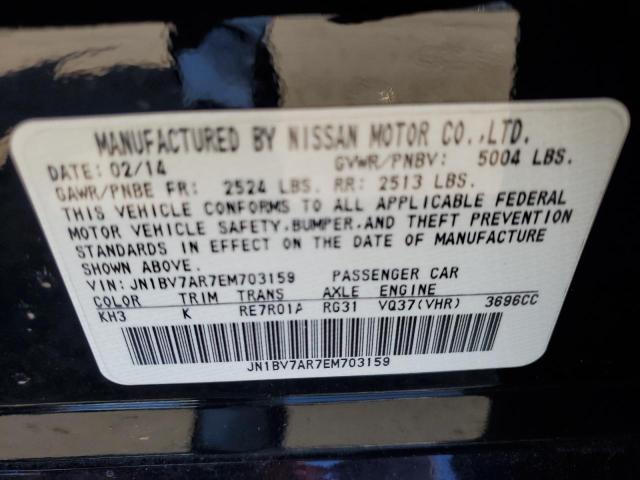 MANUFACTURED BY NISSAN MOTOR CO.,LTD.
DATE: 02/14 GVWR/PNBV: 5004 LBS.
GAWR/PNBE FR: 2524 LBS. RR: 2513 LBS.
THIS VEHICLE CONFORMS TO ALL APPLICABLE FEDERAL
MOTOR VEHICLE SAFETY,BUMPER,AND THEFT PREVENTION
STANDARDS IN EFFECT ON THE DATE OF MANUFACTURE
SHOWN ABOVE.
VIN: JN1BV7AR7EM703159 PASSENGER CAR
COLOR TRIM TRANS AXLE ENGINE
KH3 K RE7R01A RG31 VQ37(VHR) 3696CC
JN1BV7AR7EM703159